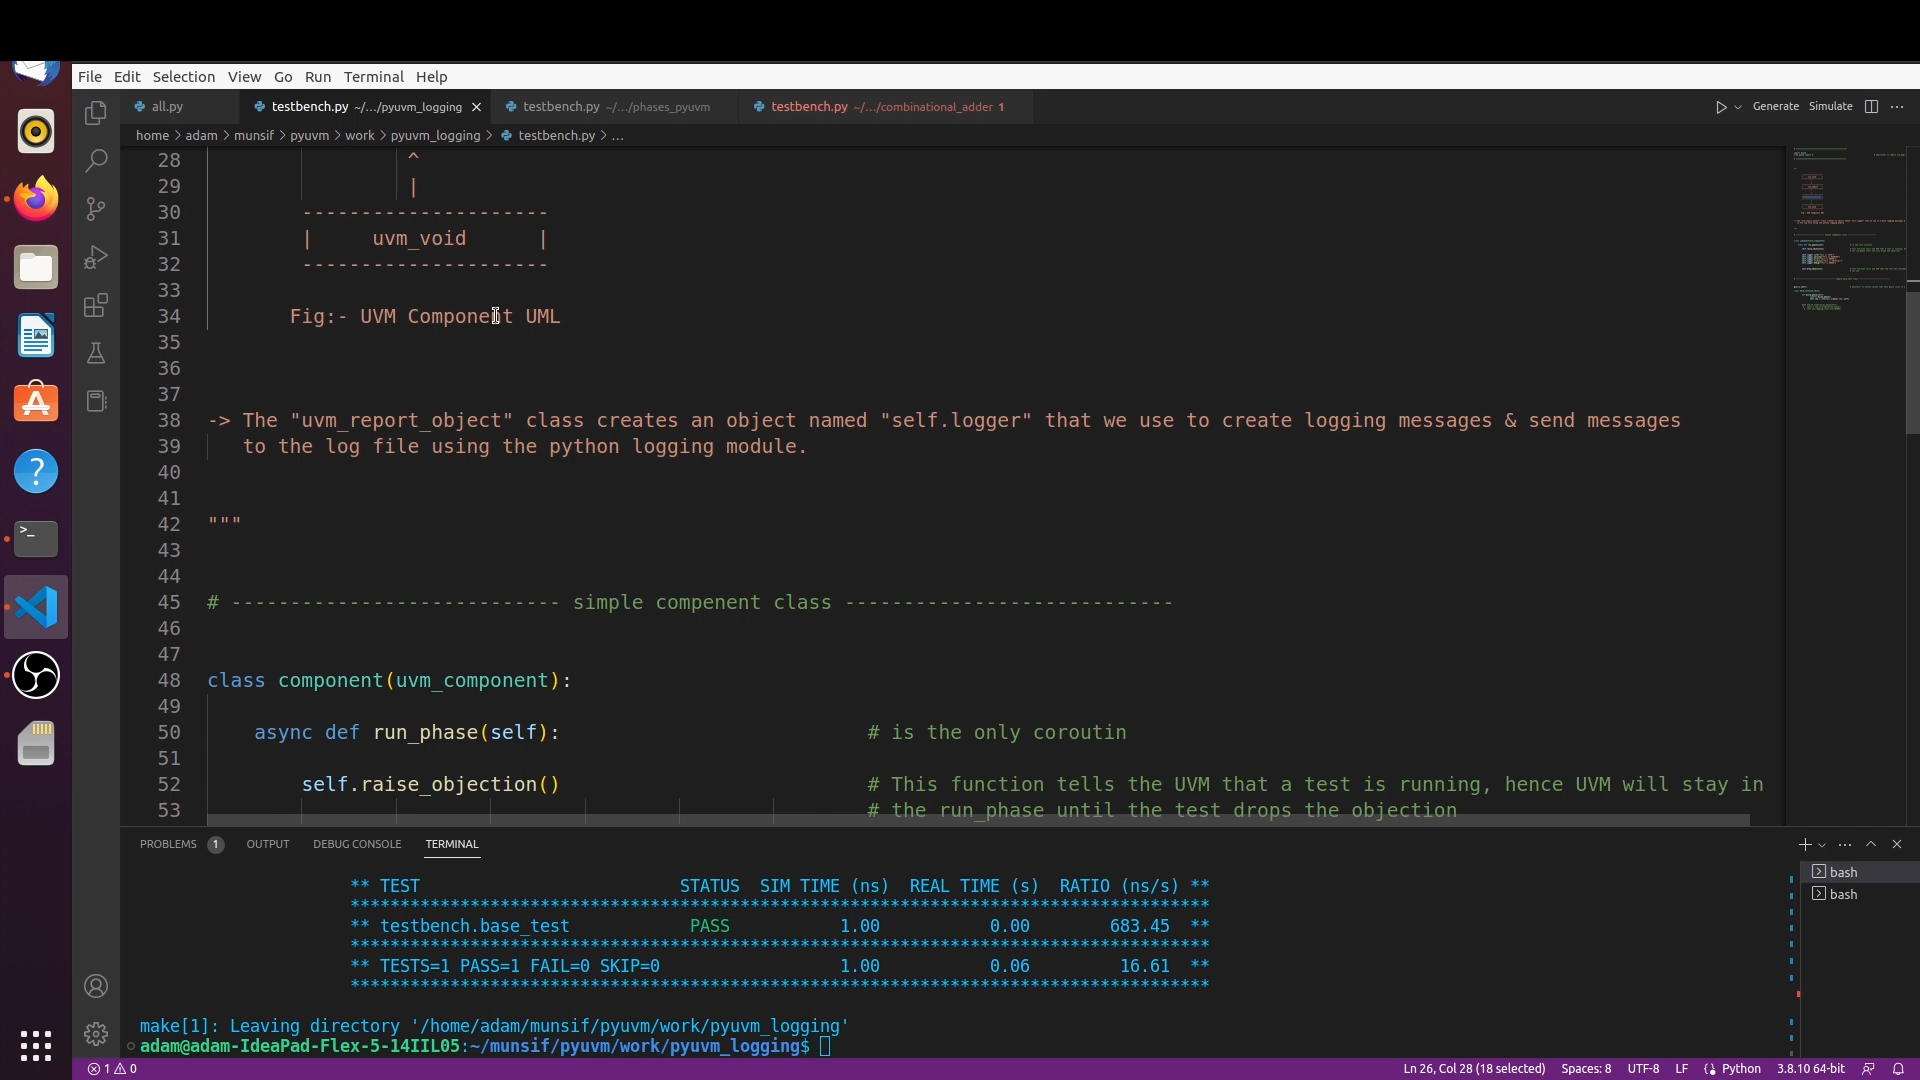 File Edit Selection View Go Run Terminal Help
all.py testbench.py ~/.../pyuvm_logging testbench.py ~/.../phases_pyuvm testbench.py ~/.../combinational_adder 1 Generate Simulate
home > adam > munsif > pyuvm > work > pyuvm_logging > testbench.py > ...
28 ^
29 |
30 ---------------------
31 | uvm_void |
32 ---------------------
33
34 Fig:- UVM Component UML
35
36
37
38 -> The "uvm_report_object" class creates an object named "self.logger" that we use to create logging messages & send messages
39 to the log file using the python logging module.
40
41
42 """
43
44
45 # ---------------------------- simple compenent class ----------------------------
46
47
48 class component(uvm_component):
49
50 async def run_phase(self): # is the only coroutin
51
52 self.raise_objection() # This function tells the UVM that a test is running, hence UVM will stay in
53 # the run_phase until the test drops the objection
PROBLEMS 1 OUTPUT DEBUG CONSOLE TERMINAL
** TEST STATUS SIM TIME (ns) REAL TIME (s) RATIO (ns/s) **
**************************************************************************************
** testbench.base_test PASS 1.00 0.00 683.45 **
**************************************************************************************
** TESTS=1 PASS=1 FAIL=0 SKIP=0 1.00 0.06 16.61 **
**************************************************************************************
make[1]: Leaving directory '/home/adam/munsif/pyuvm/work/pyuvm_logging'
adam@adam-IdeaPad-Flex-5-14IIL05:~/munsif/pyuvm/work/pyuvm_logging$
bash
bash
1 0 Ln 26, Col 28 (18 selected) Spaces: 8 UTF-8 LF Python 3.8.10 64-bit